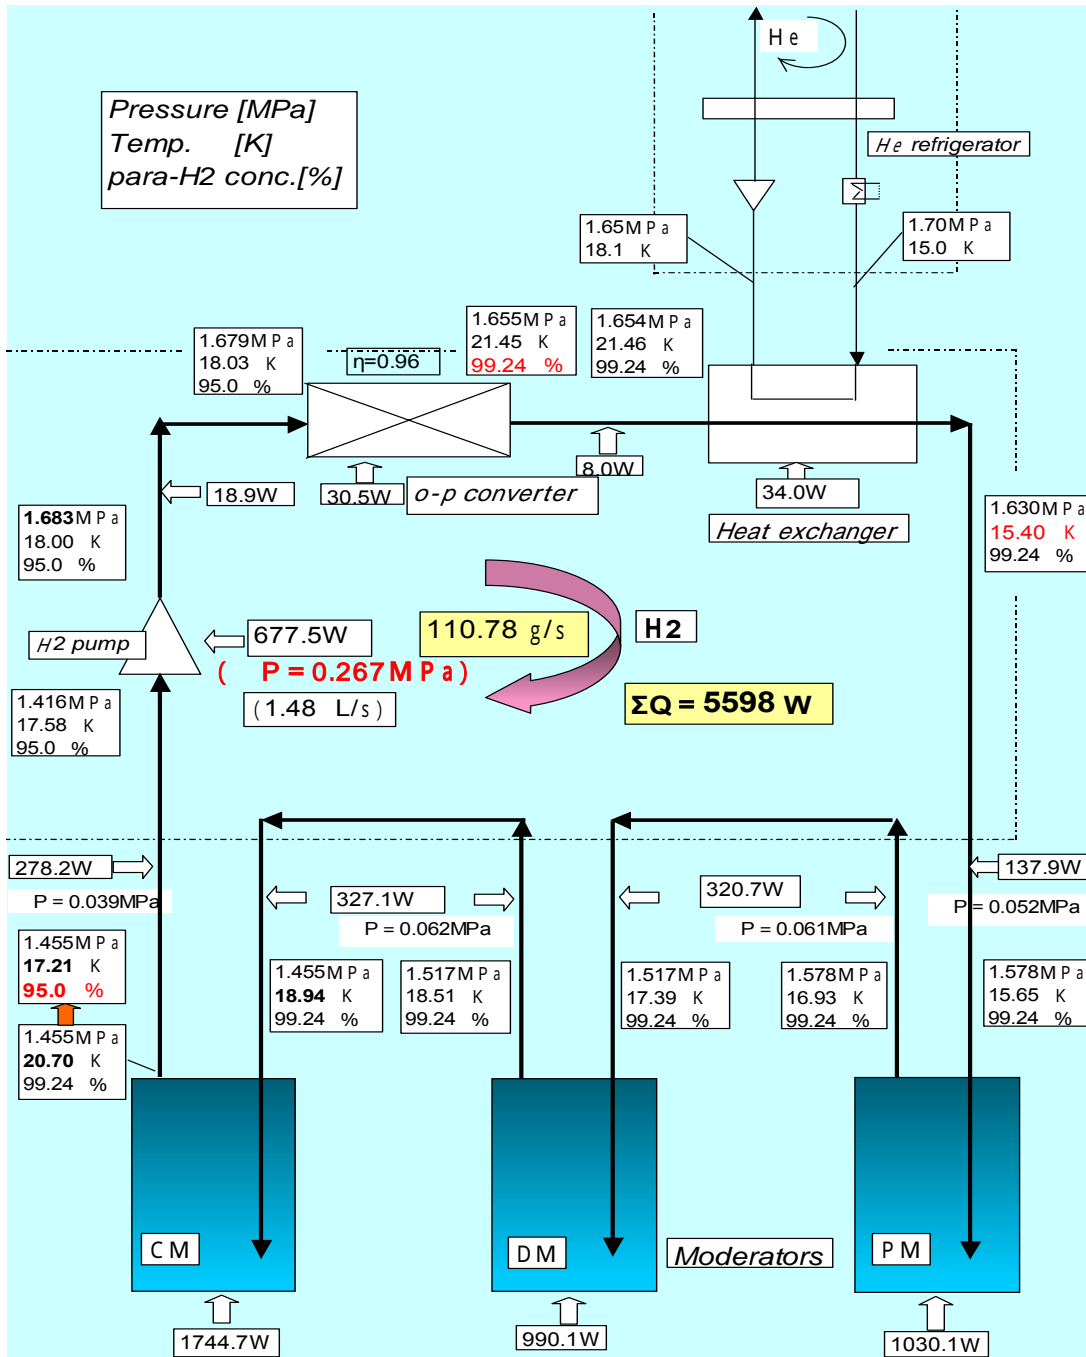 He
Pressure [MPa]
Temp. [K]
para-H2 conc.[%]
He refrigerator
1.65MPa
18.1 K
1.70MPa
15.0 K
1.679MPa
18.03 K
95.0 %
η=0.96
1.655MPa
21.45 K
99.24 %
1.654MPa
21.46 K
99.24 %
18.9W
30.5W
o-p converter
8.0W
34.0W
Heat exchanger
1.683MPa
18.00 K
95.0 %
1.630MPa
15.40 K
99.24 %
H2 pump
677.5W
( P=0.267MPa)
(1.48 L/s)
110.78 g/s
H2
ΣQ = 5598 W
1.416MPa
17.58 K
95.0 %
278.2W
P = 0.039MPa
327.1W
P = 0.062MPa
320.7W
P = 0.061MPa
137.9W
P = 0.052MPa
1.455MPa
17.21 K
95.0 %
1.455MPa
20.70 K
99.24 %
1.455MPa
18.94 K
99.24 %
1.517MPa
18.51 K
99.24 %
1.517MPa
17.39 K
99.24 %
1.578MPa
16.93 K
99.24 %
1.578MPa
15.65 K
99.24 %
CM
DM
Moderators
PM
1744.7W
990.1W
1030.1W